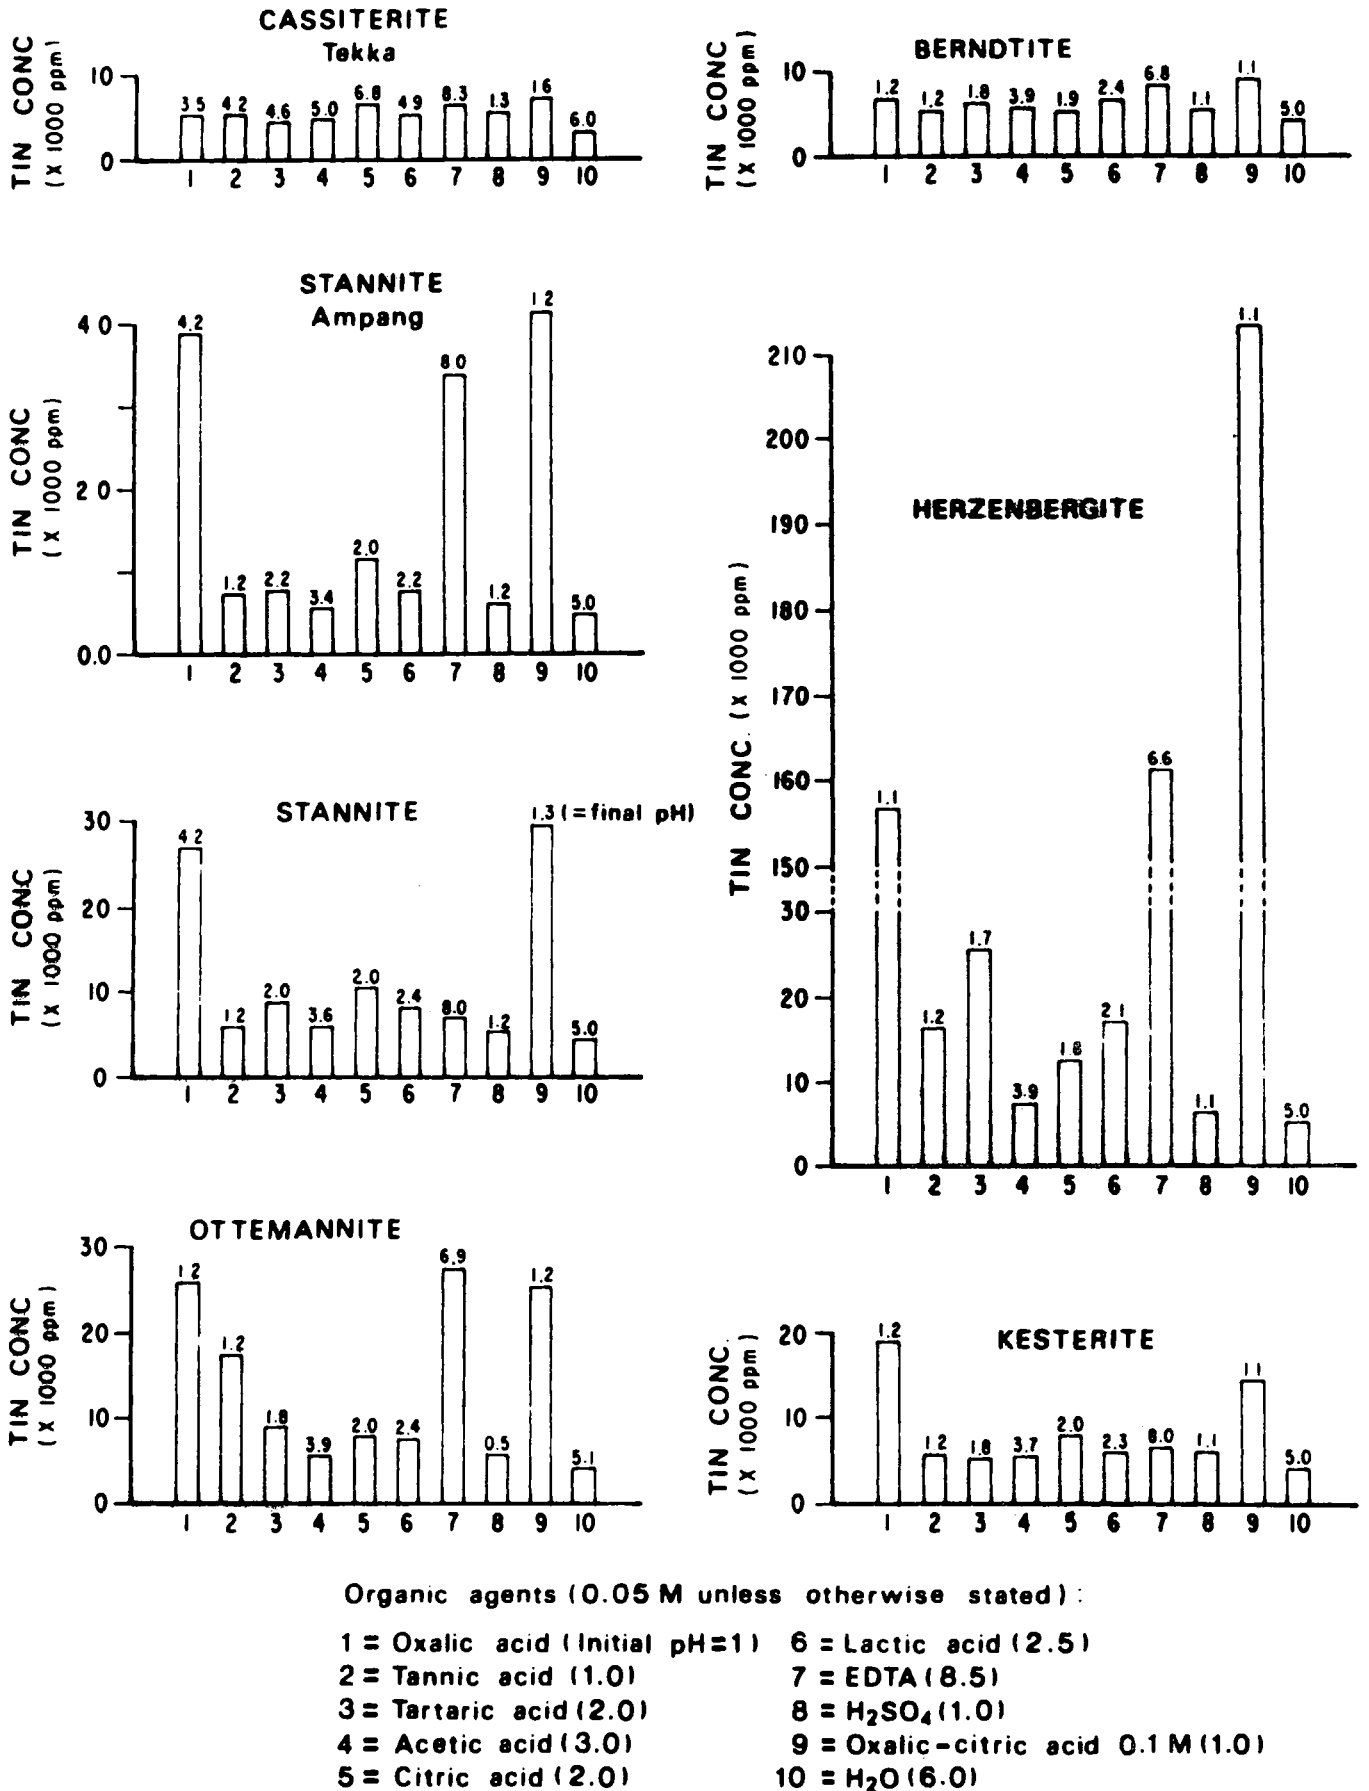 CASSITERITE
Tekka
TIN CONC
(X 1000 ppm)
10
0
3.5 4.2 4.6 5.0 6.8 4.9 8.3 1.3 1.6 6.0
1 2 3 4 5 6 7 8 9 10
BERNDTITE
TIN CONC
(X 1000 ppm)
10
0
1.2 1.2 1.8 3.9 1.9 2.4 6.8 1.1 1.1 5.0
1 2 3 4 5 6 7 8 9 10
STANNITE
Ampang
TIN CONC
(X 1000 ppm)
4 0
2 0
0.0
4.2 1.2 2.2 3.4 2.0 2.2 8 0 1.2 1 2 5.0
1 2 3 4 5 6 7 8 9 10
STANNITE
TIN CONC
(X 1000 ppm)
30
20
10
0
4 2 1 2 2.0 3.6 2.0 2.4 8.0 1.2 1.3 (=final pH) 5.0
1 2 3 4 5 6 7 8 9 10
HERZENBERGITE
TIN CONC. (X 1000 ppm)
210
200
190
180
170
160
150
30
20
10
0
1.1 1.2 1.7 3.9 1.8 2.1 6.6 1.1 1.1 5.0
1 2 3 4 5 6 7 8 9 10
OTTEMANNITE
TIN CONC
(X 1000 ppm)
30
20
10
0
1 2 1.2 1.8 3.9 2.0 2.4 6.9 0.5 1.2 5.1
1 2 3 4 5 6 7 8 9 10
KESTERITE
TIN CONC.
(X 1000 ppm)
20
10
0
1.2 1.2 1.8 3.7 2.0 2.3 8.0 1.1 1 1 5.0
1 2 3 4 5 6 7 8 9 10
Organic agents (0.05 M unless otherwise stated) :
1 = Oxalic acid (Initial pH=1)
2 = Tannic acid (1.0)
3 = Tartaric acid (2.0)
4 = Acetic acid (3.0)
5 = Citric acid (2.0)
6 = Lactic acid (2.5)
7 = EDTA (8.5)
8 = H₂SO₄ (1.0)
9 = Oxalic-citric acid 0.1 M (1.0)
10 = H₂O (6.0)